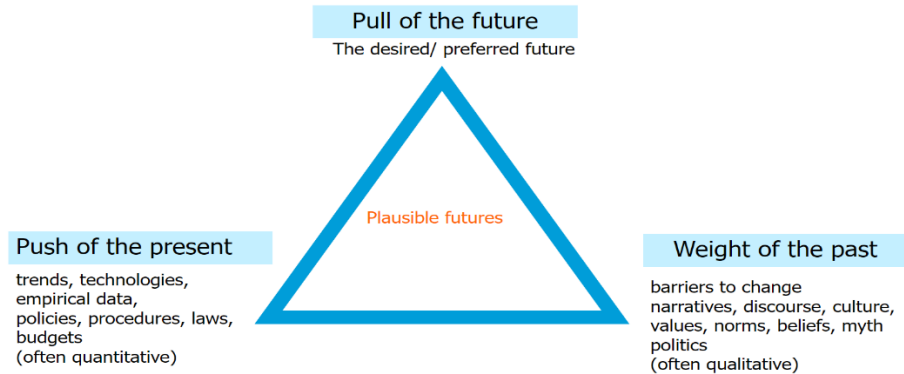 Pull of the future
The desired/ preferred future
Plausible futures
Push of the present
trends, technologies,
empirical data,
policies, procedures, laws,
budgets
(often quantitative)
Weight of the past
barriers to change
narratives, discourse, culture,
values, norms, beliefs, myth
politics
(often qualitative)